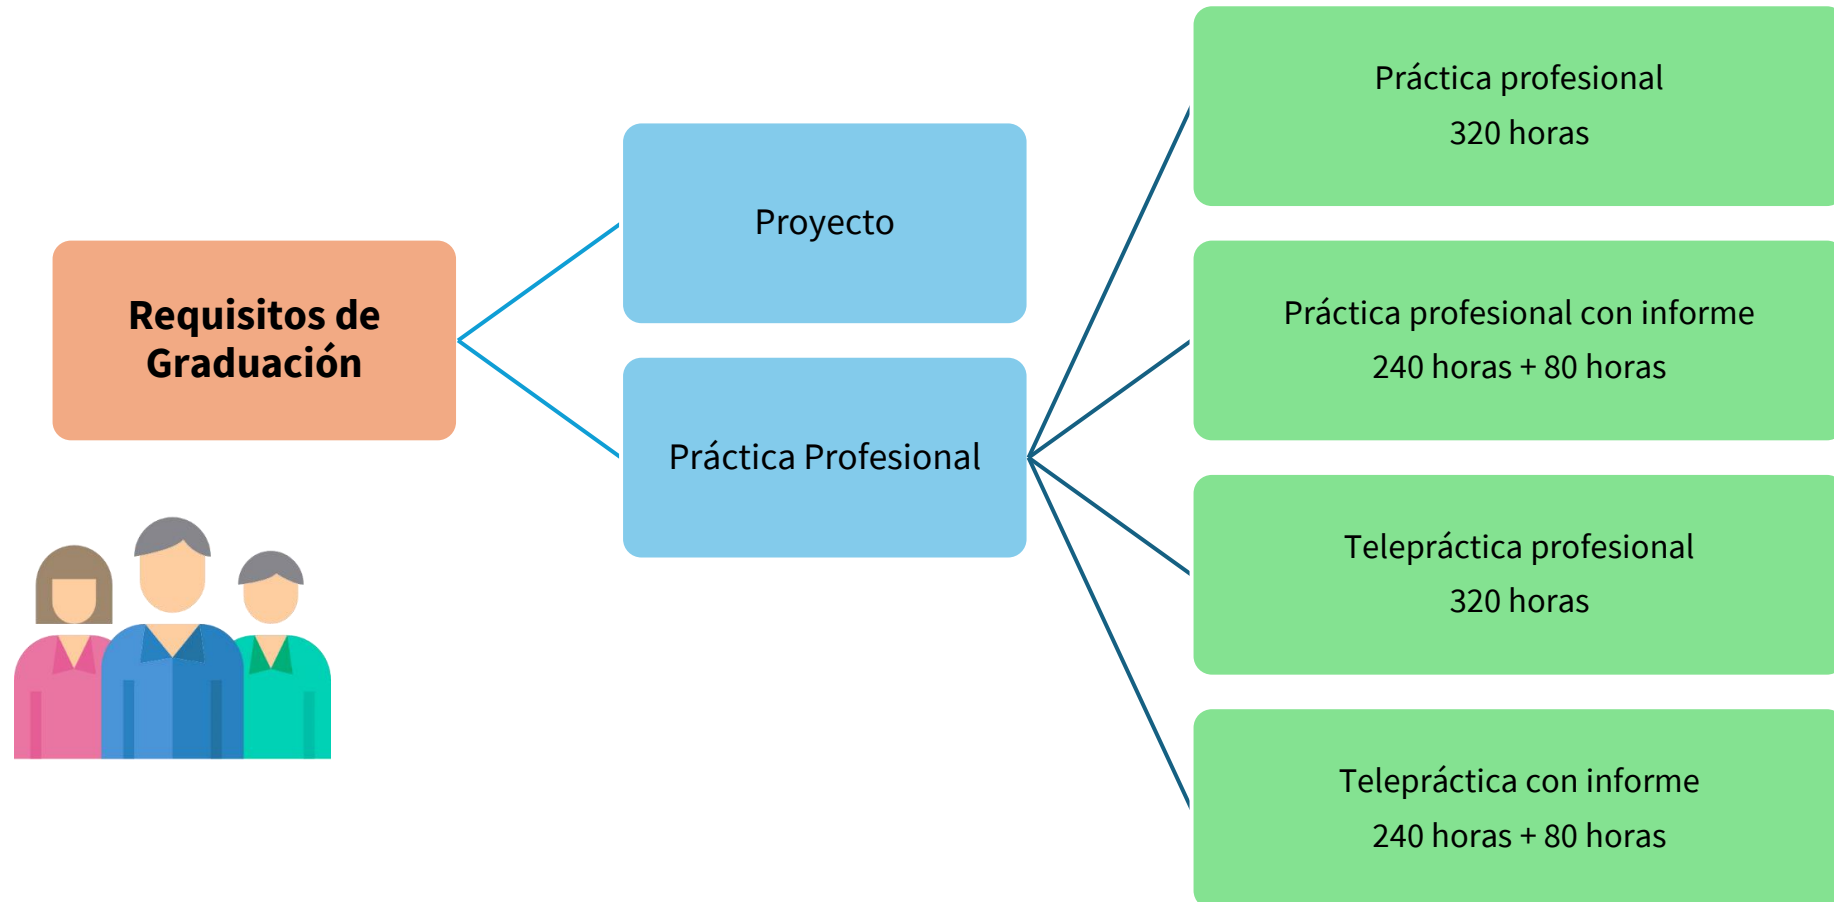 Requisitos de
Graduación
Proyecto
Práctica Profesional
Práctica profesional
320 horas
Práctica profesional con informe
240 horas + 80 horas
Telepráctica profesional
320 horas
Telepráctica con informe
240 horas + 80 horas